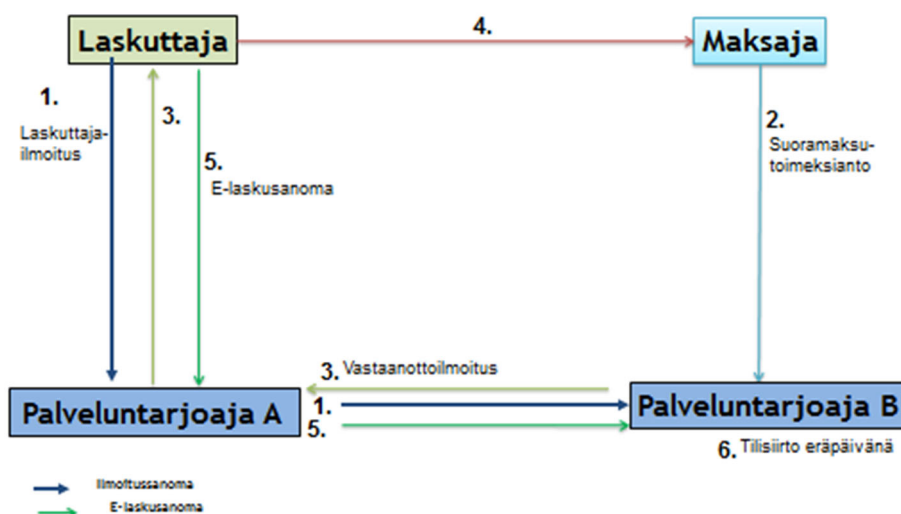 Laskuttaja
4.
Maksaja
1.
Laskuttaja-
ilmoitus
3.
5.
E-laskusanoma
2.
Suoramaksu-
toimeksianto
3. Vastaanottoilmoitus
Palveluntarjoaja A
1.
5.
Palveluntarjoaja B
6. Tilisiirto eräpäivänä
Ilmoitussanoma
E-laskusanoma